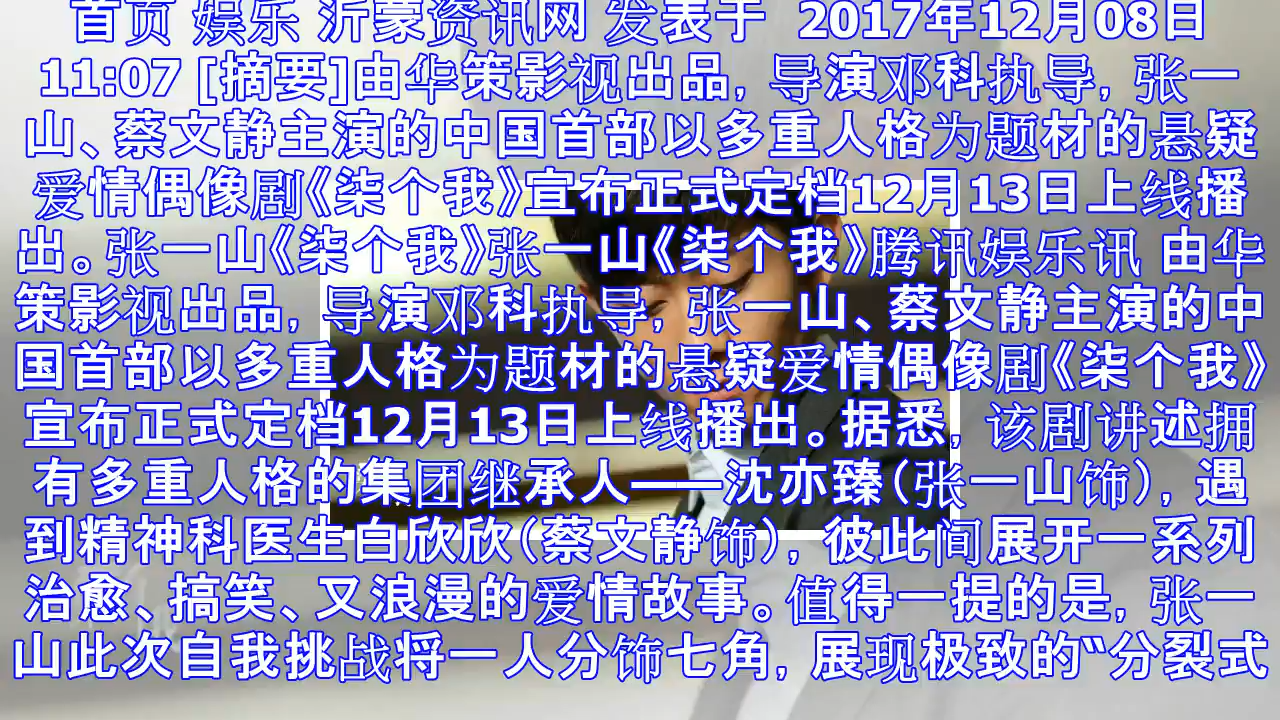 首页 娱乐 沂蒙资讯网 发表于 2017年12月08日
11:07 [摘要]由华策影视出品, 导演邓科执导, 张一
山、蔡文静主演的中国首部以多重人格为题材的悬疑
爱情偶像剧《柒个我》宣布正式定档12月13日上线播
出。张一山《柒个我》张一山《柒个我》腾讯娱乐讯 由华
策影视出品, 导演邓科执导, 张一山、蔡文静主演的中
国首部以多重人格为题材的悬疑爱情偶像剧《柒个我》
宣布正式定档12月13日上线播出。据悉, 该剧讲述拥
有多重人格的集团继承人——沈亦臻(张一山饰), 遇
到精神科医生白欣欣(蔡文静饰), 彼此间展开一系列
治愈、搞笑、又浪漫的爱情故事。值得一提的是, 张一
山此次自我挑战将一人分饰七角, 展现极致的“分裂式